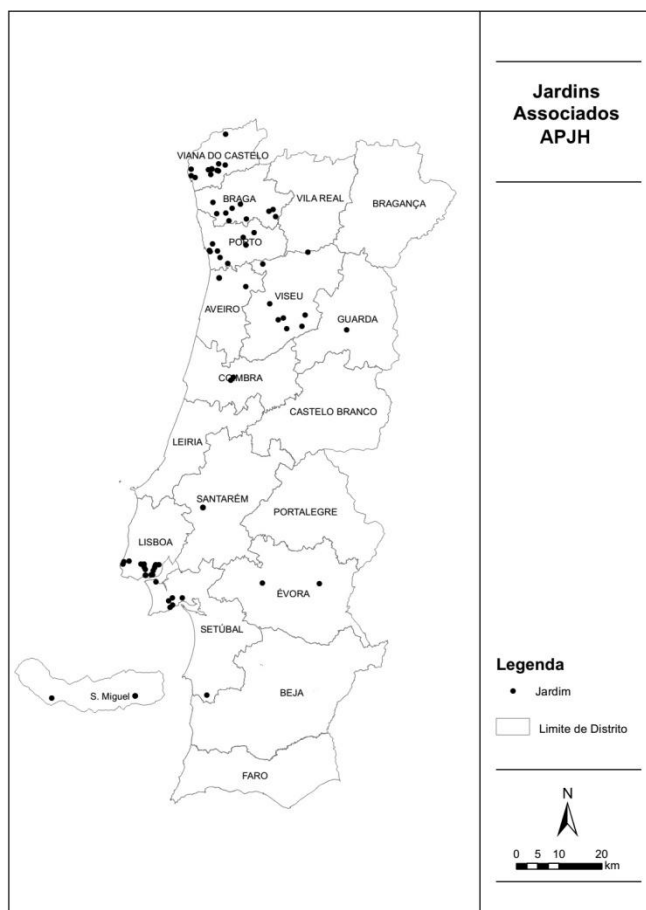 Jardins
Associados
APJH
VIANA DO CASTELO
BRAGA
VILA REAL
BRAGANÇA
PORTO
VISEU
AVEIRO
GUARDA
COIMBRA
CASTELO BRANCO
LEIRIA
SANTARÉM
PORTALEGRE
LISBOA
ÉVORA
SETÚBAL
S. Miguel
BEJA
FARO
Legenda
Jardim
Limite de Distrito
N
0 5 10 20
km